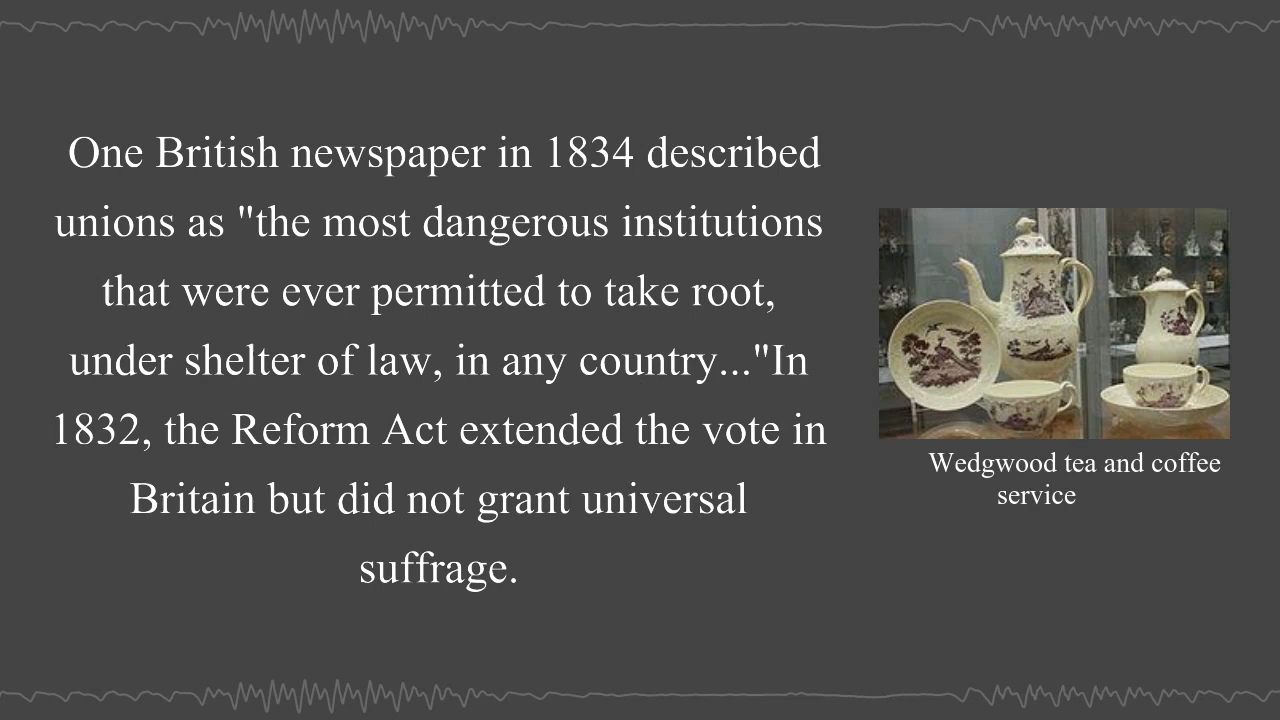 One British newspaper in 1834 described
unions as "the most dangerous institutions
that were ever permitted to take root,
under shelter of law, in any country..."In
1832, the Reform Act extended the vote in
Britain but did not grant universal
suffrage.
Wedgwood tea and coffee
service